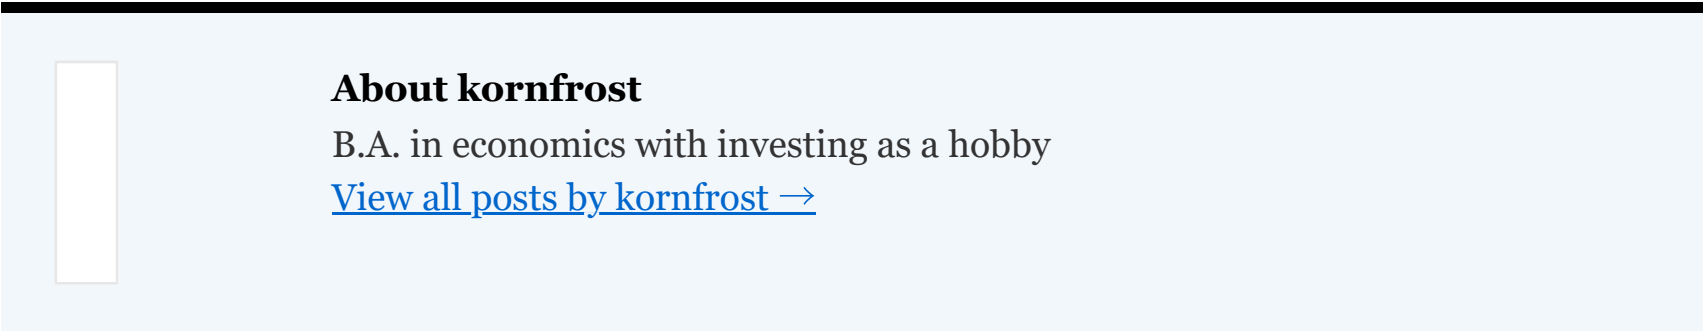 About kornfrost
B.A. in economics with investing as a hobby
View all posts by kornfrost →